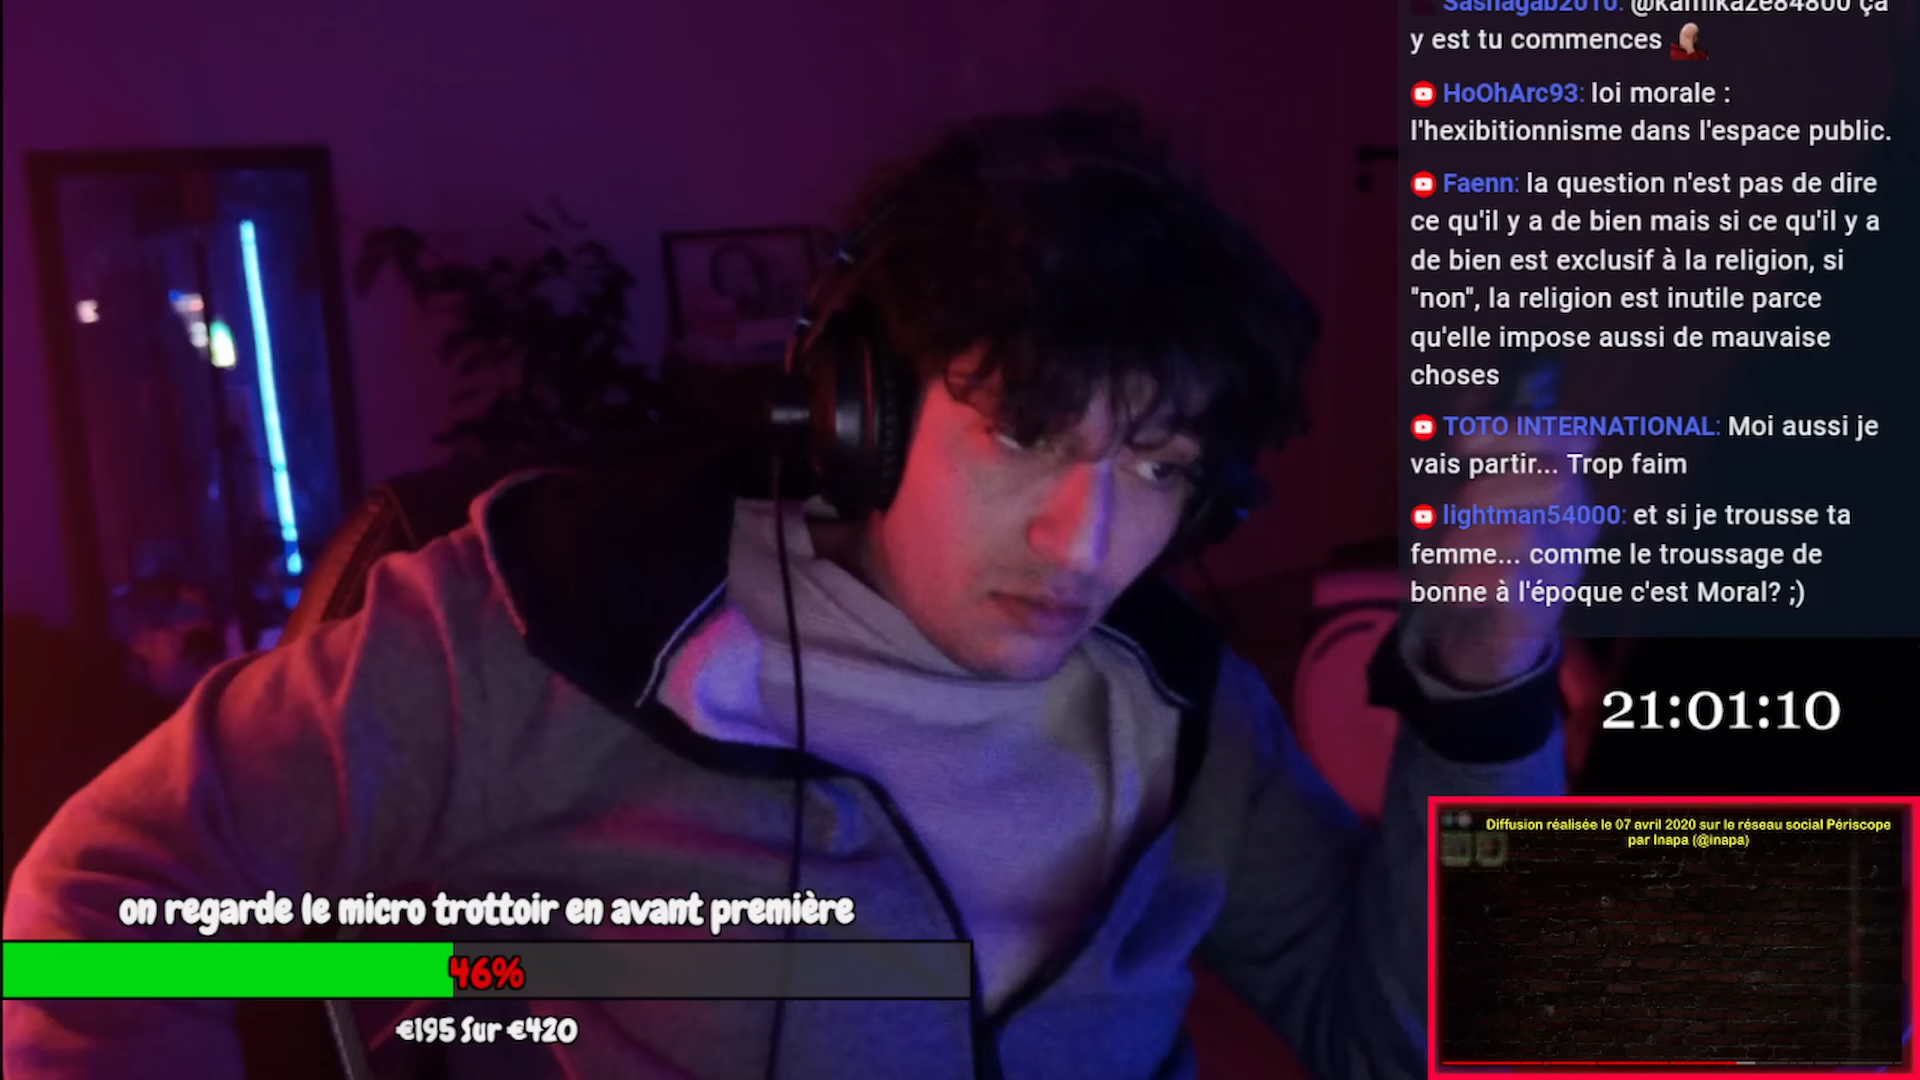 Sashagab2010: @kamikaze84800 ça
y est tu commences
HoOhArc93: loi morale :
l'hexibitionnisme dans l'espace public.
Faenn: la question n'est pas de dire
ce qu'il y a de bien mais si ce qu'il y a
de bien est exclusif à la religion, si
"non", la religion est inutile parce
qu'elle impose aussi de mauvaise
choses
TOTO INTERNATIONAL: Moi aussi je
vais partir... Trop faim
lightman54000: et si je trousse ta
femme... comme le troussage de
bonne à l'époque c'est Moral? ;)
21:01:10
Diffusion réalisée le 07 avril 2020 sur le réseau social Périscope
par Inapa (@inapa)
on regarde le micro trottoir en avant première
46%
€195 Sur €420